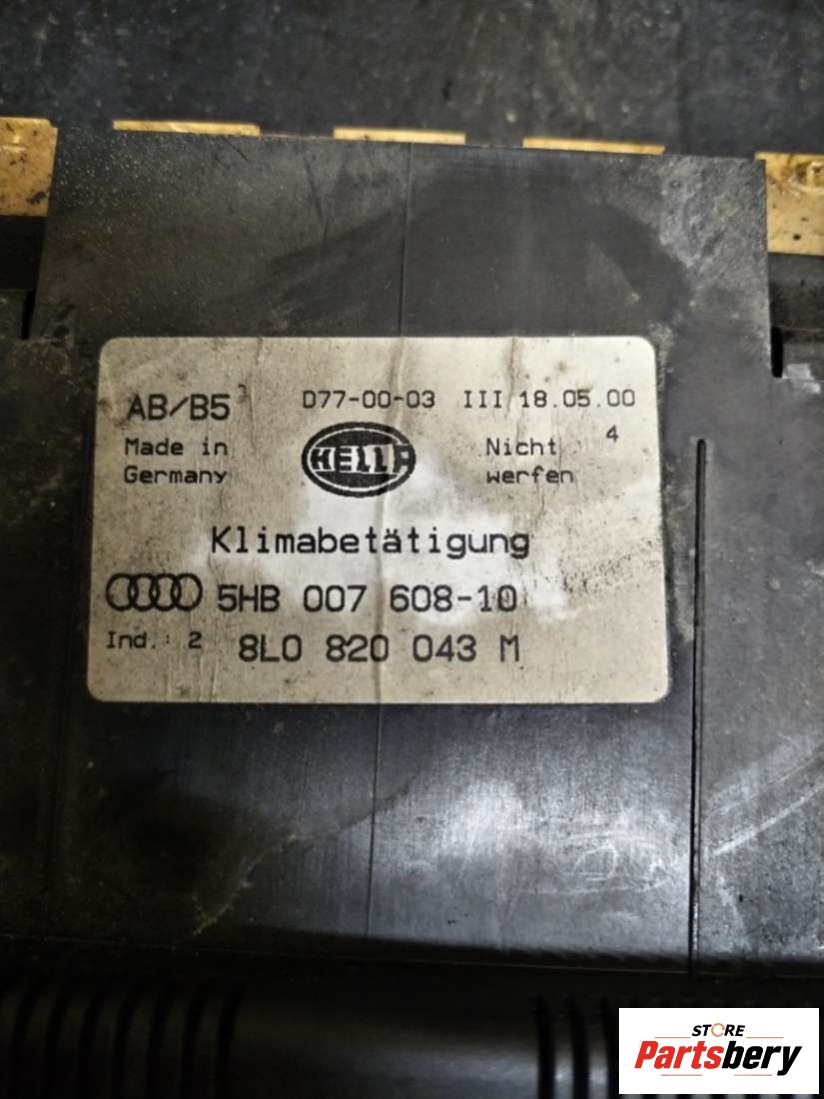 AB/B5 D77-00-03 III 18.05.00
Made in HELLA Nicht 4
Germany werfen
Klimabetätigung
5HB 007 608-10
Ind.: 2 8L0 820 043 M
STORE
Partsbery